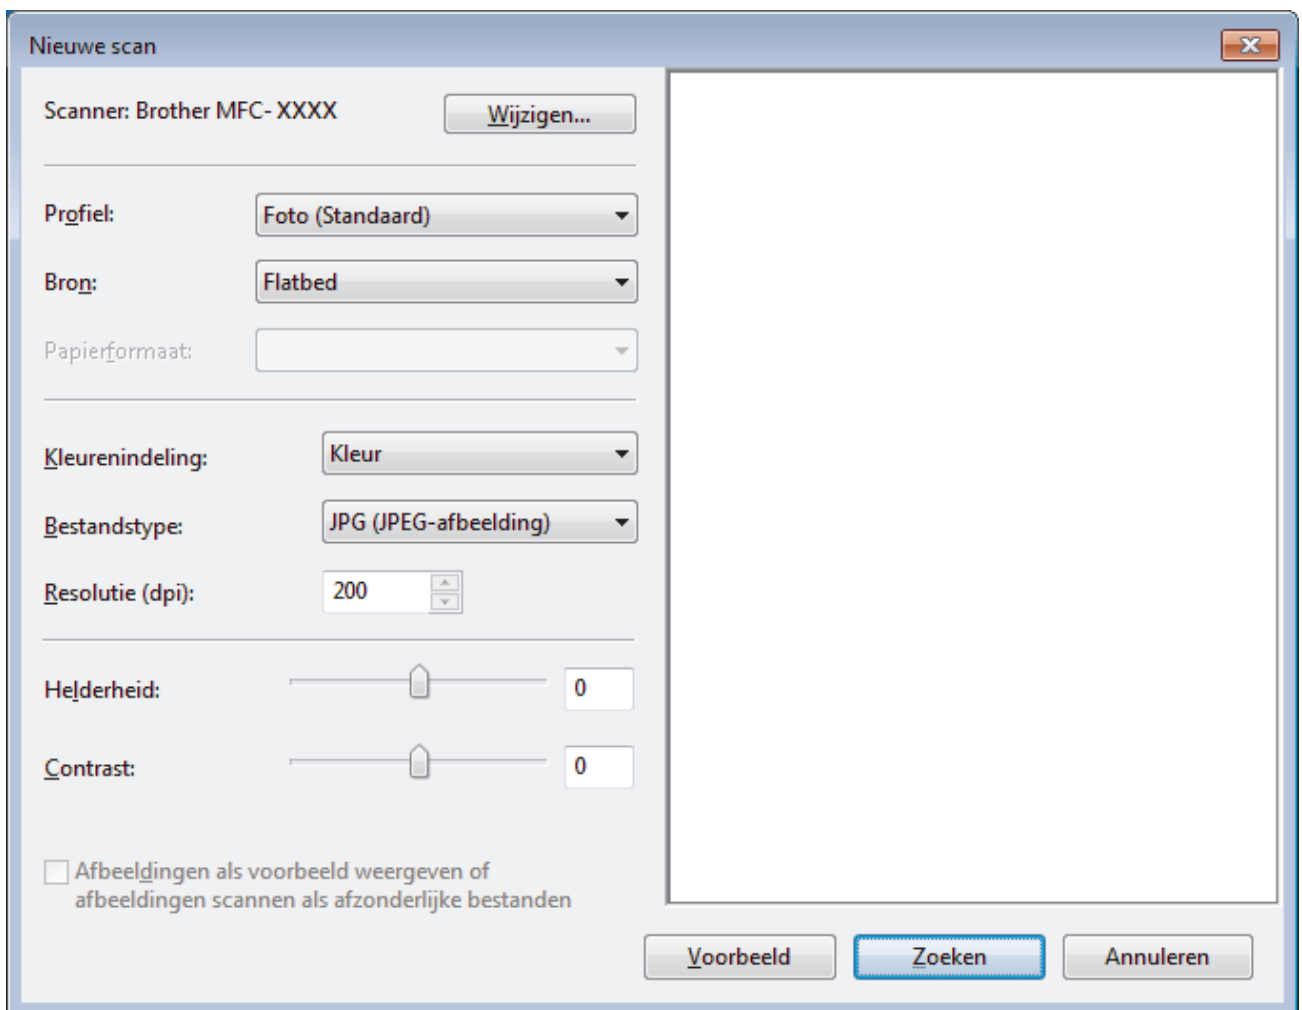 Nieuwe scan
Scanner: Brother MFC- XXXX
Wijzigen...
Profiel:
Foto (Standaard)
Bron:
Flatbed
Papierformaat:
Kleurenindeling:
Kleur
Bestandstype:
JPG (JPEG-afbeelding)
Resolutie (dpi):
200
Helderheid:
0
Contrast:
0
Afbeeldingen als voorbeeld weergeven of
afbeeldingen scannen als afzonderlijke bestanden
Voorbeeld
Zoeken
Annuleren